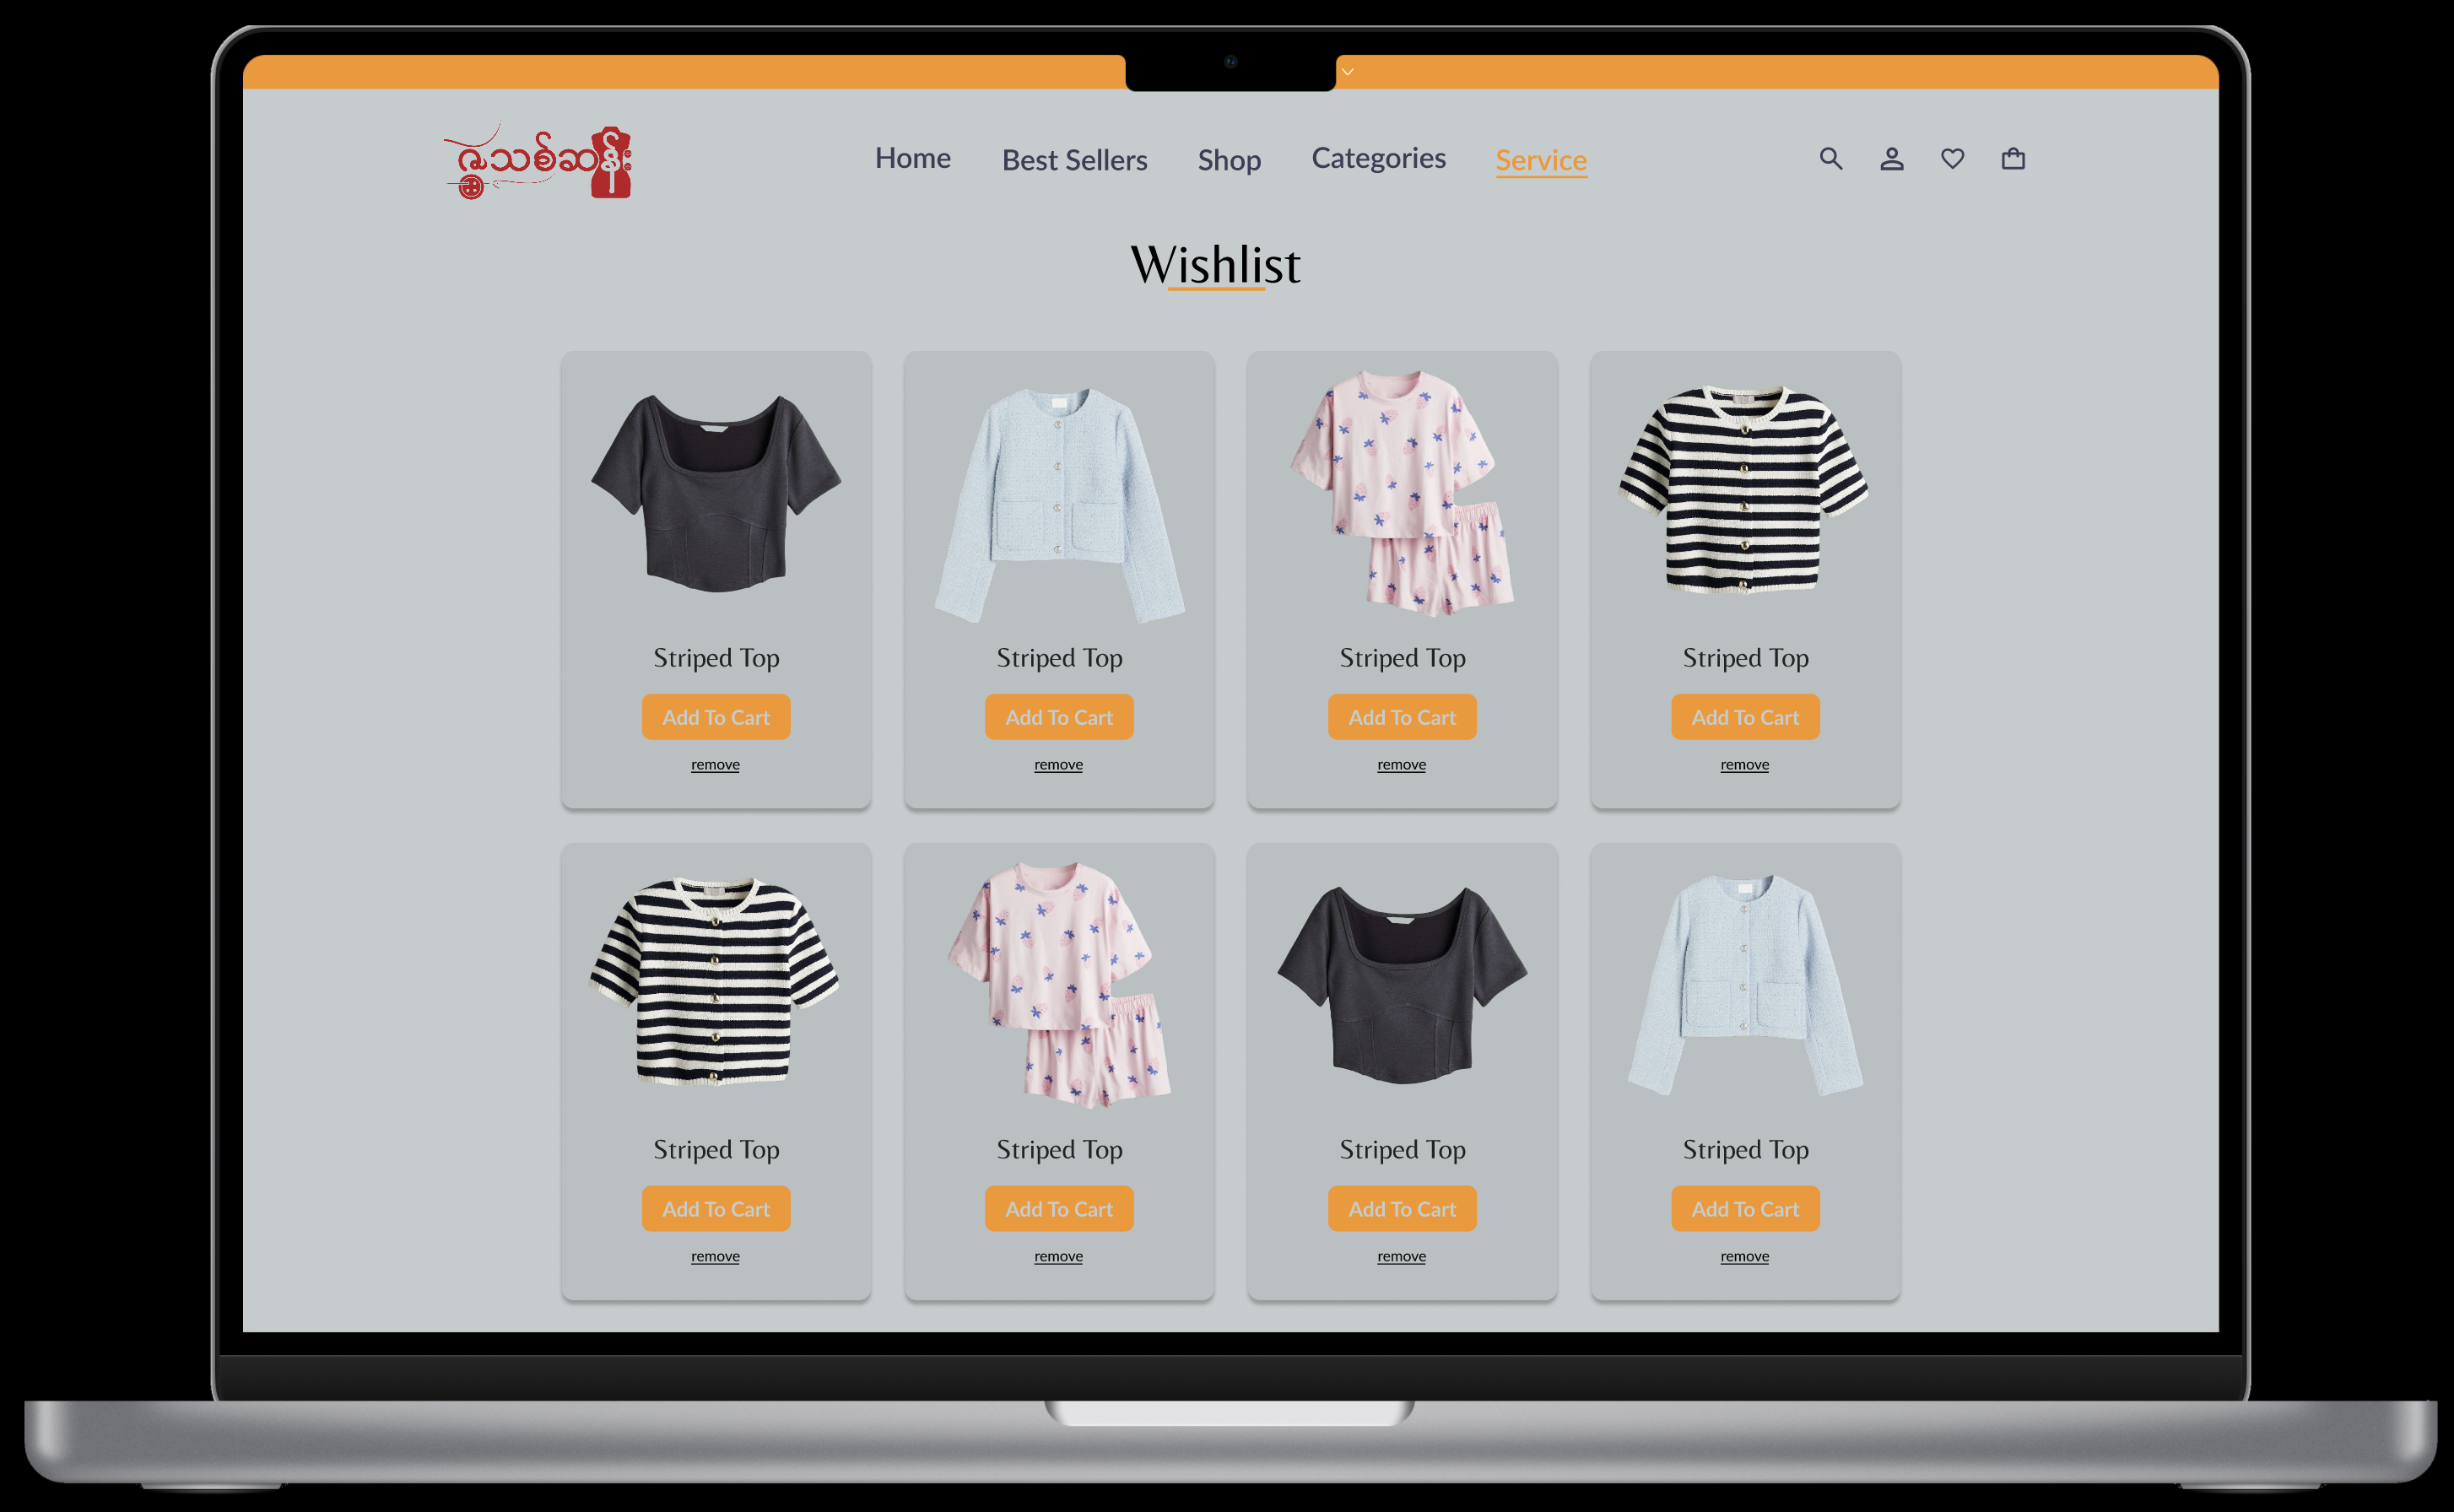 ဇွဲသစ်ဆန်း
Home Best Sellers Shop Categories Service
Wishlist
Striped Top Striped Top Striped Top Striped Top
Add To Cart Add To Cart Add To Cart Add To Cart
remove remove remove remove
Striped Top Striped Top Striped Top Striped Top
Add To Cart Add To Cart Add To Cart Add To Cart
remove remove remove remove